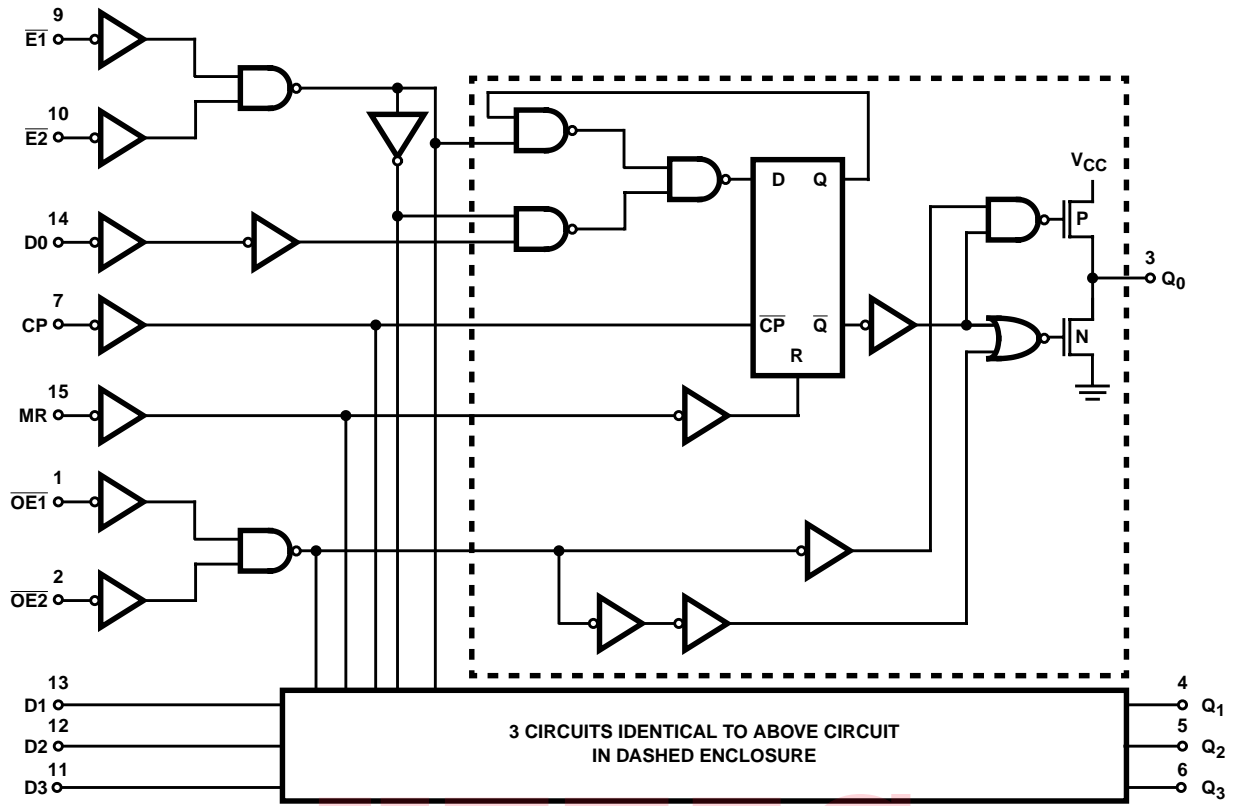 9
E1
10
E2
14
D0
7
CP
15
MR
1
OE1
2
OE2
13
D1
12
D2
11
D3
D Q
CP Q
R
VCC
P
N
3
Q0
3 CIRCUITS IDENTICAL TO ABOVE CIRCUIT
IN DASHED ENCLOSURE
4
Q1
5
Q2
6
Q3